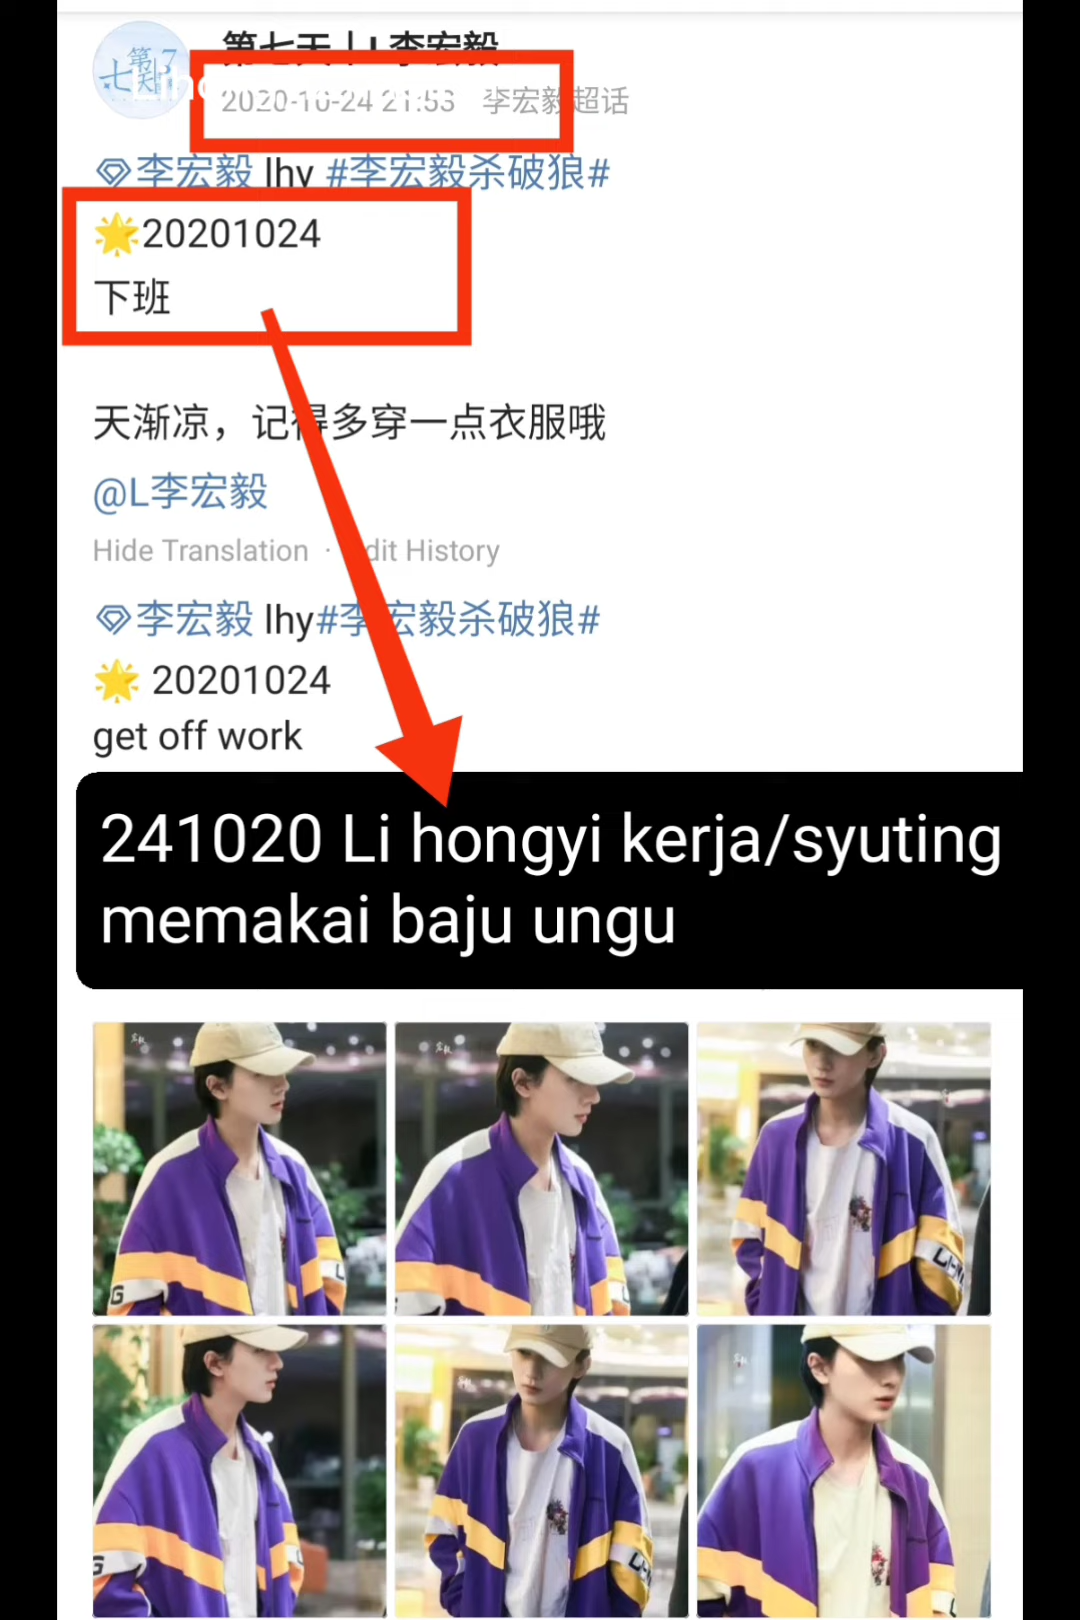 第七天 | L李宏毅
2020-10-24 21:53 李宏毅超话
李宏毅 lhy #李宏毅杀破狼#
🌟20201024
下班
天渐凉，记得多穿一点衣服哦
@L李宏毅
Hide Translation · Edit History
李宏毅 lhy#李宏毅杀破狼#
🌟 20201024
get off work
241020 Li hongyi kerja/syuting
memakai baju ungu